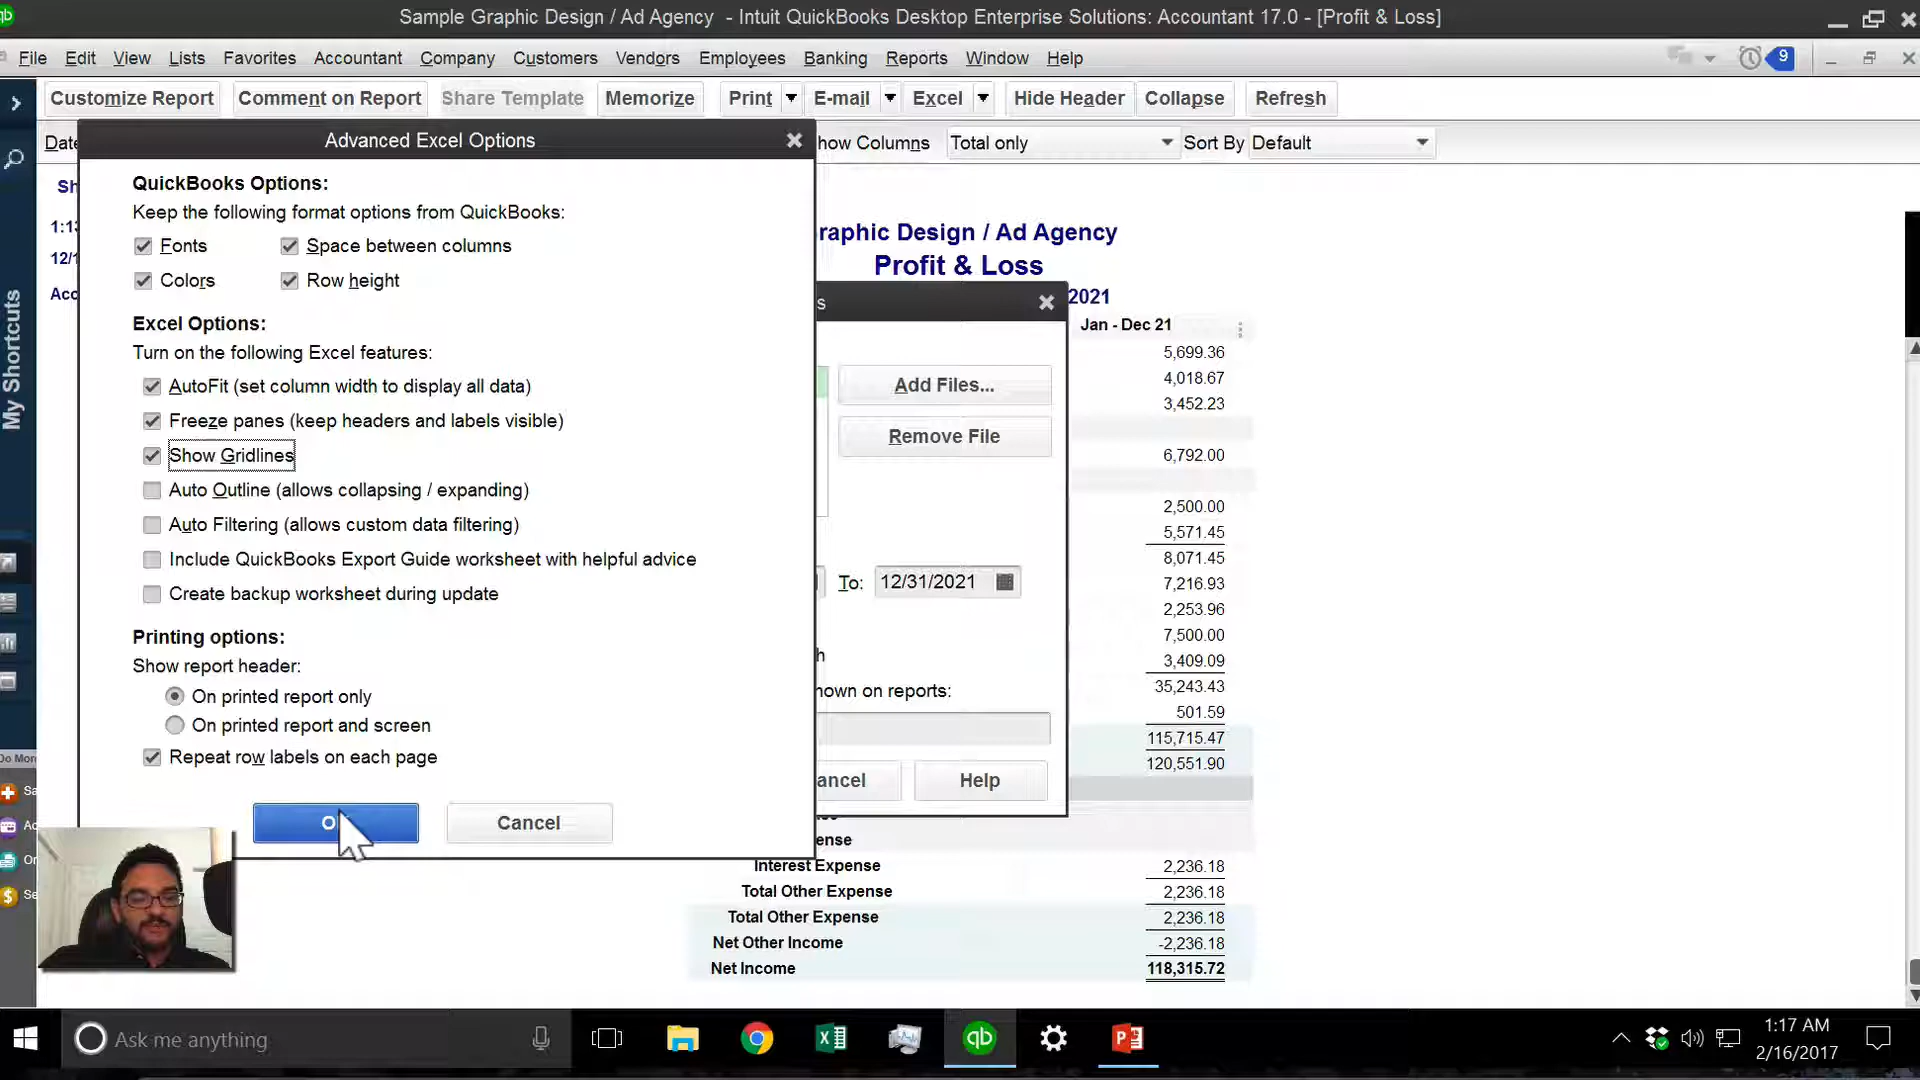 Sample Graphic Design / Ad Agency - Intuit QuickBooks Desktop Enterprise Solutions: Accountant 17.0 - [Profit & Loss]
File Edit View Lists Favorites Accountant Company Customers Vendors Employees Banking Reports Window Help 9
Customize Report Comment on Report Share Template Memorize Print E-mail Excel Hide Header Collapse Refresh
Advanced Excel Options
how Columns Total only Sort By Default
QuickBooks Options:
Keep the following format options from QuickBooks:
Fonts Space between columns
Colors Row height
Excel Options:
Turn on the following Excel features:
AutoFit (set column width to display all data)
Freeze panes (keep headers and labels visible)
Show Gridlines
Auto Outline (allows collapsing / expanding)
Auto Filtering (allows custom data filtering)
Include QuickBooks Export Guide worksheet with helpful advice
Create backup worksheet during update
Printing options:
Show report header:
On printed report only
On printed report and screen
Repeat row labels on each page
Cancel
My Shortcuts
raphic Design / Ad Agency
Profit & Loss
2021
Add Files...
Remove File
To: 12/31/2021
own on reports:
ancel Help
Jan - Dec 21
5,699.36
4,018.67
3,452.23
6,792.00
2,500.00
5,571.45
8,071.45
7,216.93
2,253.96
7,500.00
3,409.09
35,243.43
501.59
115,715.47
120,551.90
ense
Interest Expense 2,236.18
Total Other Expense 2,236.18
Total Other Expense 2,236.18
Net Other Income -2,236.18
Net Income 118,315.72
Ask me anything
qb
1:17 AM
2/16/2017